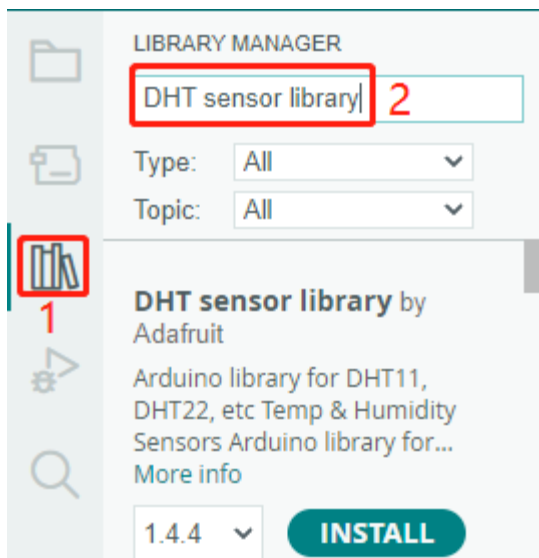 LIBRARY MANAGER
DHT sensor library 2
Type: All
Topic: All
1
DHT sensor library by
Adafruit
Arduino library for DHT11,
DHT22, etc Temp & Humidity
Sensors Arduino library for...
More info
1.4.4 INSTALL